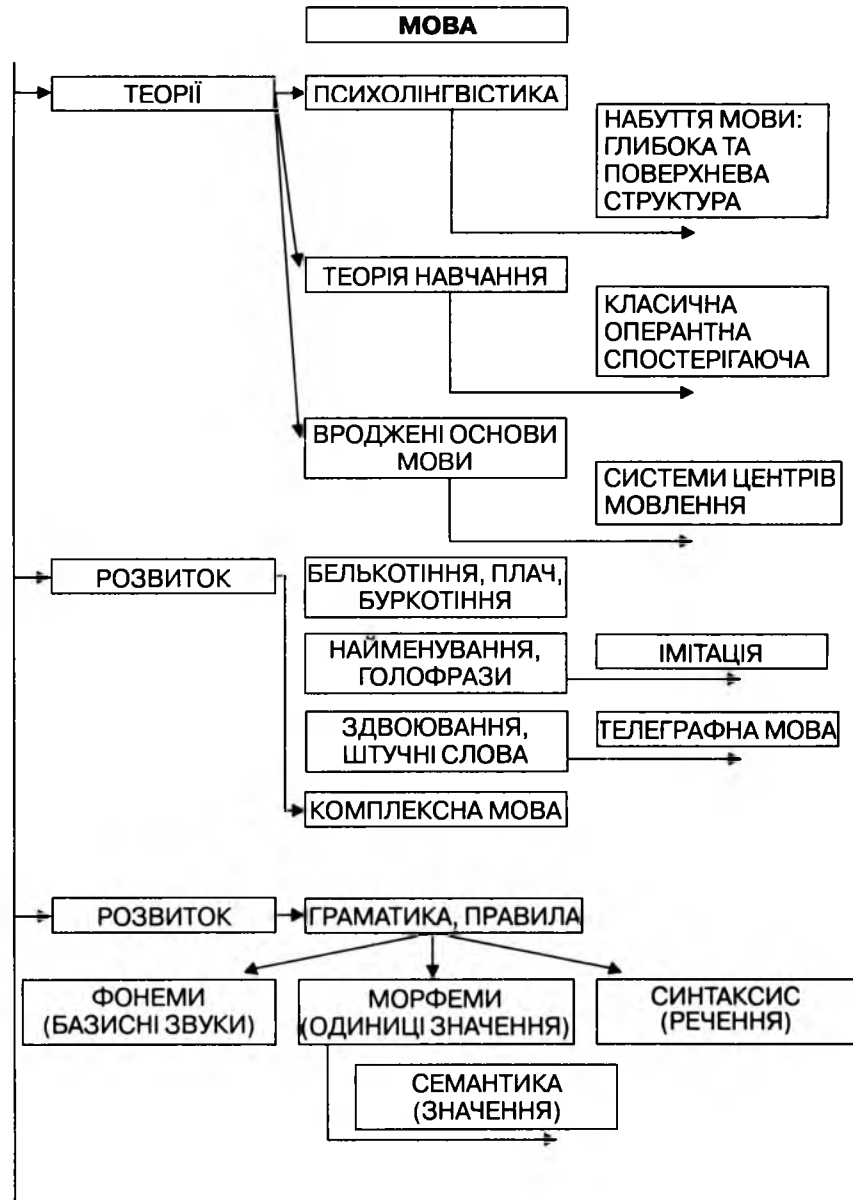 МОВА
ТЕОРІЇ
ПСИХОЛІНГВІСТИКА
НАБУТТЯ МОВИ:
ГЛИБОКА ТА
ПОВЕРХНЕВА
СТРУКТУРА
ТЕОРІЯ НАВЧАННЯ
КЛАСИЧНА
ОПЕРАНТНА
СПОСТЕРІГАЮЧА
ВРОДЖЕНІ ОСНОВИ
МОВИ
СИСТЕМИ ЦЕНТРІВ
МОВЛЕННЯ
РОЗВИТОК
БЕЛЬКОТІННЯ, ПЛАЧ,
БУРКОТІННЯ
НАЙМЕНУВАННЯ,
ГОЛОФРАЗИ
ІМІТАЦІЯ
ЗДВОЮВАННЯ,
ШТУЧНІ СЛОВА
ТЕЛЕГРАФНА МОВА
КОМПЛЕКСНА МОВА
РОЗВИТОК
ГРАМАТИКА, ПРАВИЛА
ФОНЕМИ
(БАЗИСНІ ЗВУКИ)
МОРФЕМИ
(ОДИНИЦІ ЗНАЧЕННЯ)
СИНТАКСИС
(РЕЧЕННЯ)
СЕМАНТИКА
(ЗНАЧЕННЯ)